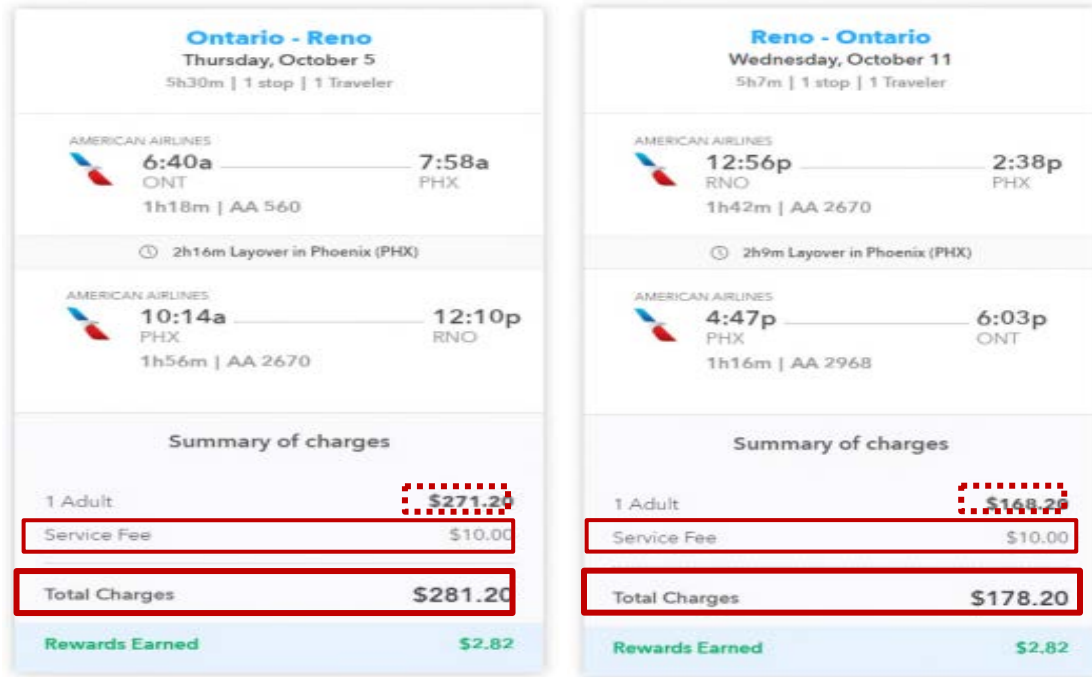 Ontario - Reno
Thursday, October 5
5h30m | 1 stop | 1 Traveler
AMERICAN AIRLINES
6:40a 7:58a
ONT PHX
1h18m | AA 560
2h16m Layover in Phoenix (PHX)
AMERICAN AIRLINES
10:14a 12:10p
PHX RNO
1h56m | AA 2670
Summary of charges
1 Adult $271.20
Service Fee $10.00
Total Charges $281.20
Rewards Earned $2.82
Reno - Ontario
Wednesday, October 11
5h7m | 1 stop | 1 Traveler
AMERICAN AIRLINES
12:56p 2:38p
RNO PHX
1h42m | AA 2670
2h9m Layover in Phoenix (PHX)
AMERICAN AIRLINES
4:47p 6:03p
PHX ONT
1h16m | AA 2968
Summary of charges
1 Adult $168.20
Service Fee $10.00
Total Charges $178.20
Rewards Earned $2.82